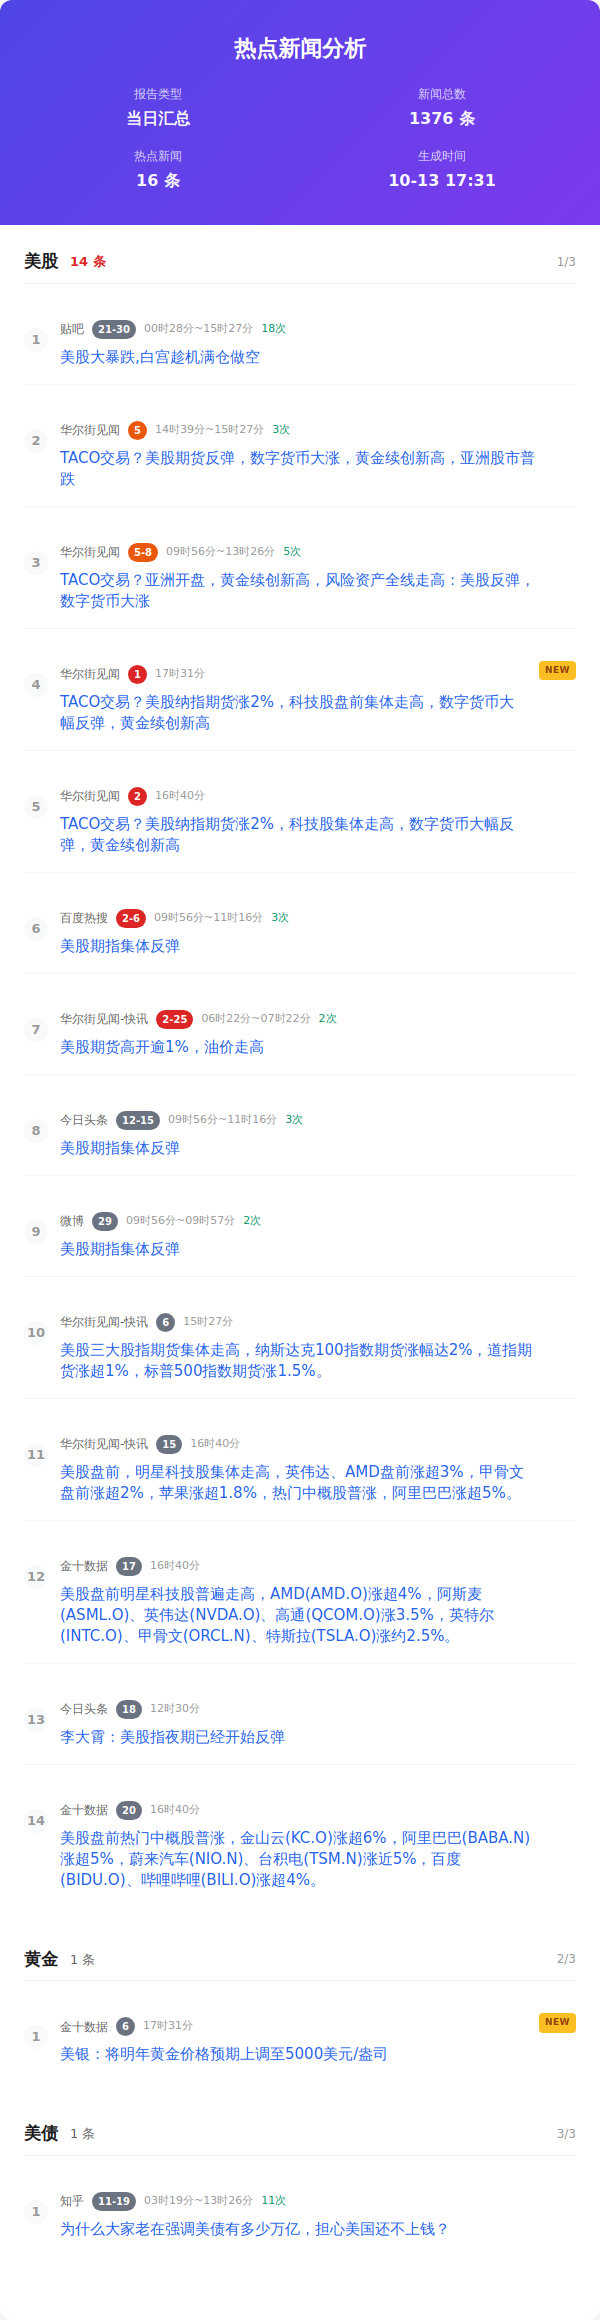 热点新闻分析
报告类型
新闻总数
当日汇总
1376 条
热点新闻
生成时间
16 条
10-13 17:31
美股 14 条 1/3
1 贴吧 21-30 00时28分~15时27分 18次
美股大暴跌,白宫趁机满仓做空
2 华尔街见闻 5 14时39分~15时27分 3次
TACO交易？美股期货反弹，数字货币大涨，黄金续创新高，亚洲股市普
跌
3 华尔街见闻 5-8 09时56分~13时26分 5次
TACO交易？亚洲开盘，黄金续创新高，风险资产全线走高：美股反弹，
数字货币大涨
4 华尔街见闻 1 17时31分 NEW
TACO交易？美股纳指期货涨2%，科技股盘前集体走高，数字货币大
幅反弹，黄金续创新高
5 华尔街见闻 2 16时40分
TACO交易？美股纳指期货涨2%，科技股集体走高，数字货币大幅反
弹，黄金续创新高
6 百度热搜 2-6 09时56分~11时16分 3次
美股期指集体反弹
7 华尔街见闻-快讯 2-25 06时22分~07时22分 2次
美股期货高开逾1%，油价走高
8 今日头条 12-15 09时56分~11时16分 3次
美股期指集体反弹
9 微博 29 09时56分~09时57分 2次
美股期指集体反弹
10 华尔街见闻-快讯 6 15时27分
美股三大股指期货集体走高，纳斯达克100指数期货涨幅达2%，道指期
货涨超1%，标普500指数期货涨1.5%。
11 华尔街见闻-快讯 15 16时40分
美股盘前，明星科技股集体走高，英伟达、AMD盘前涨超3%，甲骨文
盘前涨超2%，苹果涨超1.8%，热门中概股普涨，阿里巴巴涨超5%。
12 金十数据 17 16时40分
美股盘前明星科技股普遍走高，AMD(AMD.O)涨超4%，阿斯麦
(ASML.O)、英伟达(NVDA.O)、高通(QCOM.O)涨3.5%，英特尔
(INTC.O)、甲骨文(ORCL.N)、特斯拉(TSLA.O)涨约2.5%。
13 今日头条 18 12时30分
李大霄：美股指夜期已经开始反弹
14 金十数据 20 16时40分
美股盘前热门中概股普涨，金山云(KC.O)涨超6%，阿里巴巴(BABA.N)
涨超5%，蔚来汽车(NIO.N)、台积电(TSM.N)涨近5%，百度
(BIDU.O)、哔哩哔哩(BILI.O)涨超4%。
黄金 1 条 2/3
1 金十数据 6 17时31分 NEW
美银：将明年黄金价格预期上调至5000美元/盎司
美债 1 条 3/3
1 知乎 11-19 03时19分~13时26分 11次
为什么大家老在强调美债有多少万亿，担心美国还不上钱？